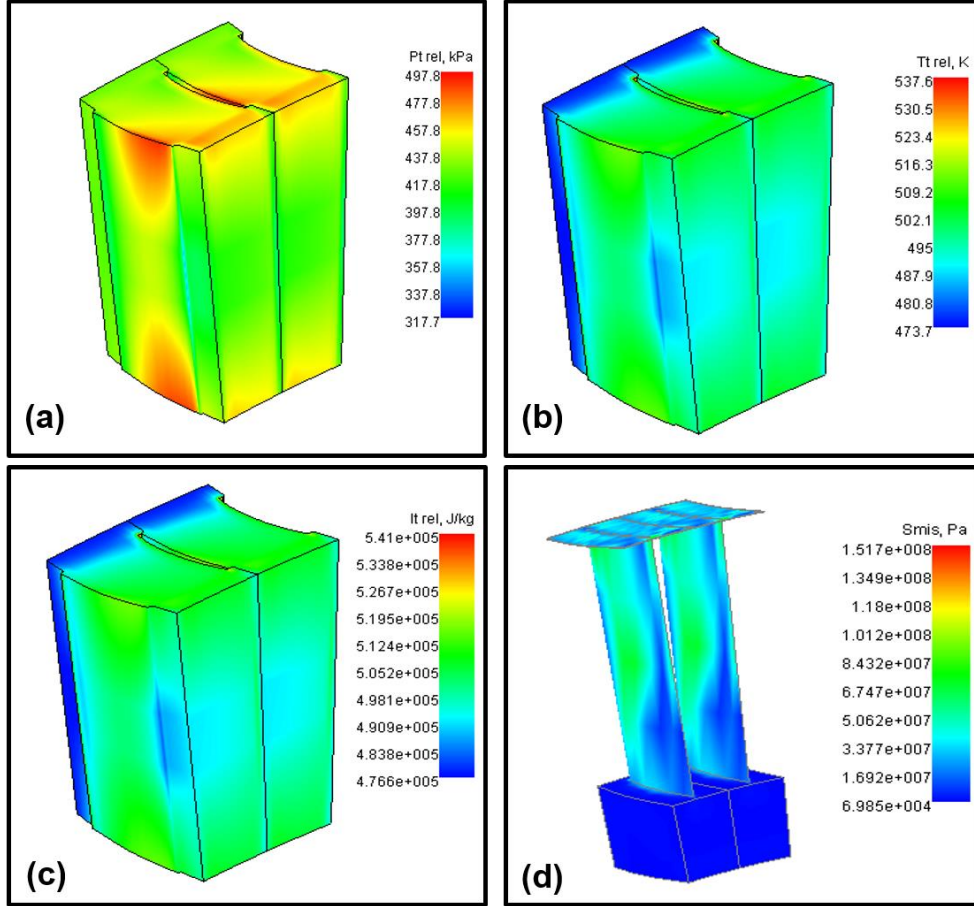 Pt rel, kPa
497.8
477.8
457.8
437.8
417.8
397.8
377.8
357.8
337.8
317.7
(a)
Tt rel, K
537.6
530.5
523.4
516.3
509.2
502.1
495
487.9
480.8
473.7
(b)
It rel, J/kg
5.41e+005
5.338e+005
5.267e+005
5.195e+005
5.124e+005
5.052e+005
4.981e+005
4.909e+005
4.838e+005
4.766e+005
(c)
Smis, Pa
1.517e+008
1.349e+008
1.18e+008
1.012e+008
8.432e+007
6.747e+007
5.062e+007
3.377e+007
1.692e+007
6.985e+004
(d)